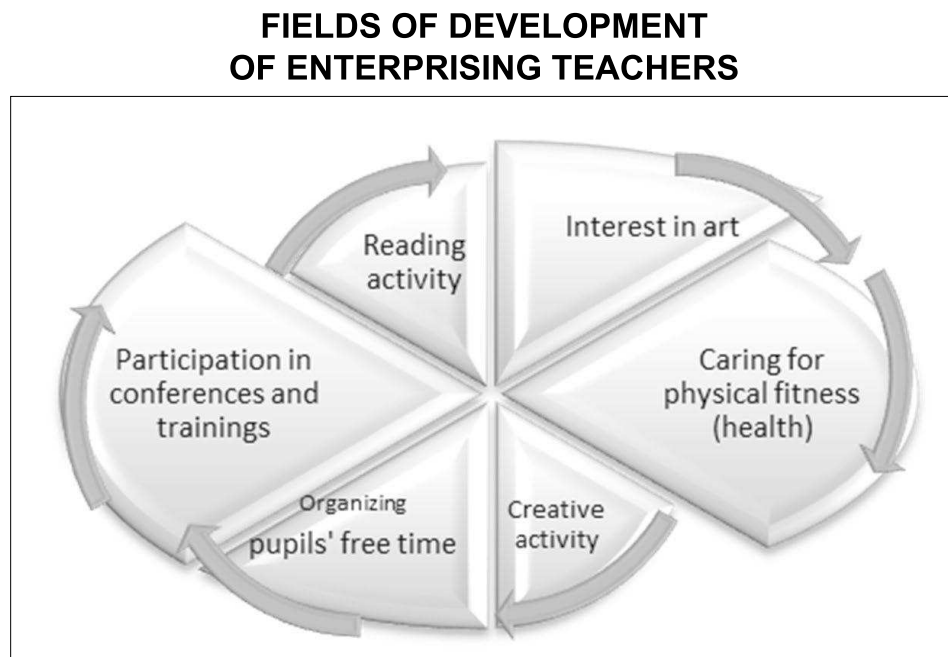 FIELDS OF DEVELOPMENT
OF ENTERPRISING TEACHERS
Reading
activity
Interest in art
Participation in
conferences and
trainings
Caring for
physical fitness
(health)
Organizing
pupils' free time
Creative
activity